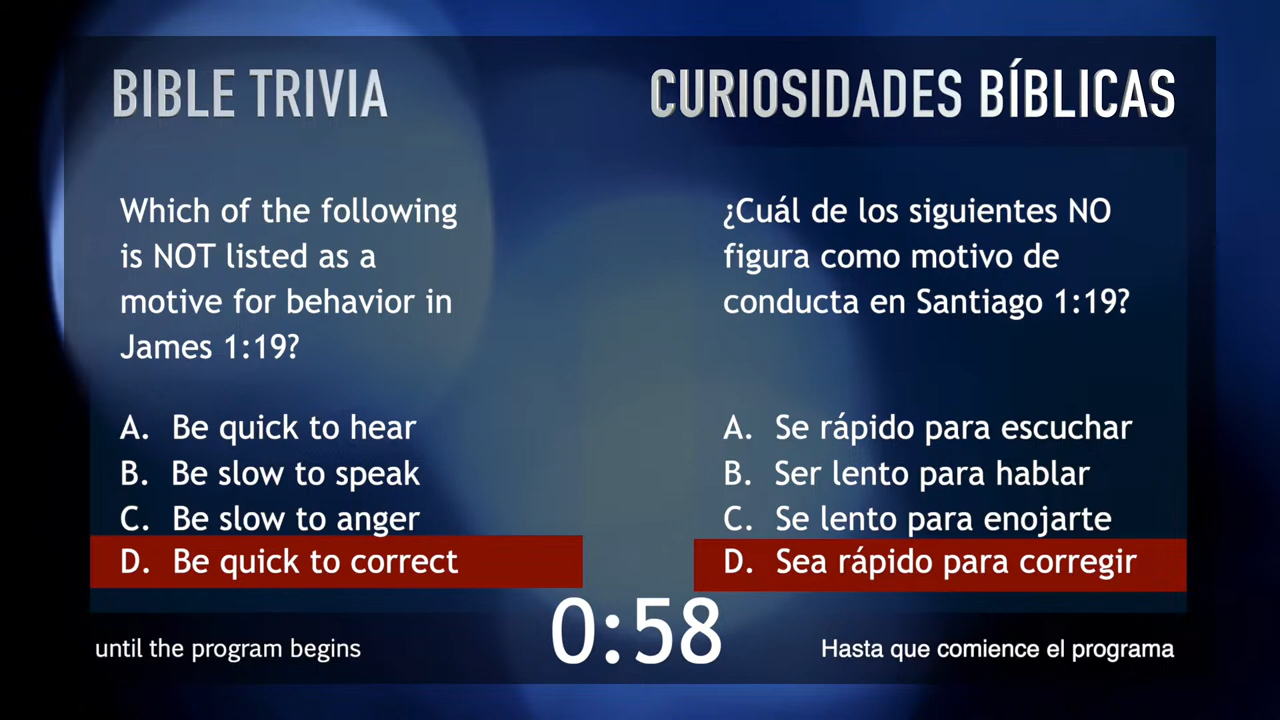 BIBLE TRIVIA
Which of the following
is NOT listed as a
motive for behavior in
James 1:19?
A. Be quick to hear
B. Be slow to speak
C. Be slow to anger
D. Be quick to correct
CURIOSIDADES BÍBLICAS
¿Cuál de los siguientes NO
figura como motivo de
conducta en Santiago 1:19?
A. Se rápido para escuchar
B. Ser lento para hablar
C. Se lento para enojarte
D. Sea rápido para corregir
until the program begins
0:58
Hasta que comience el programa